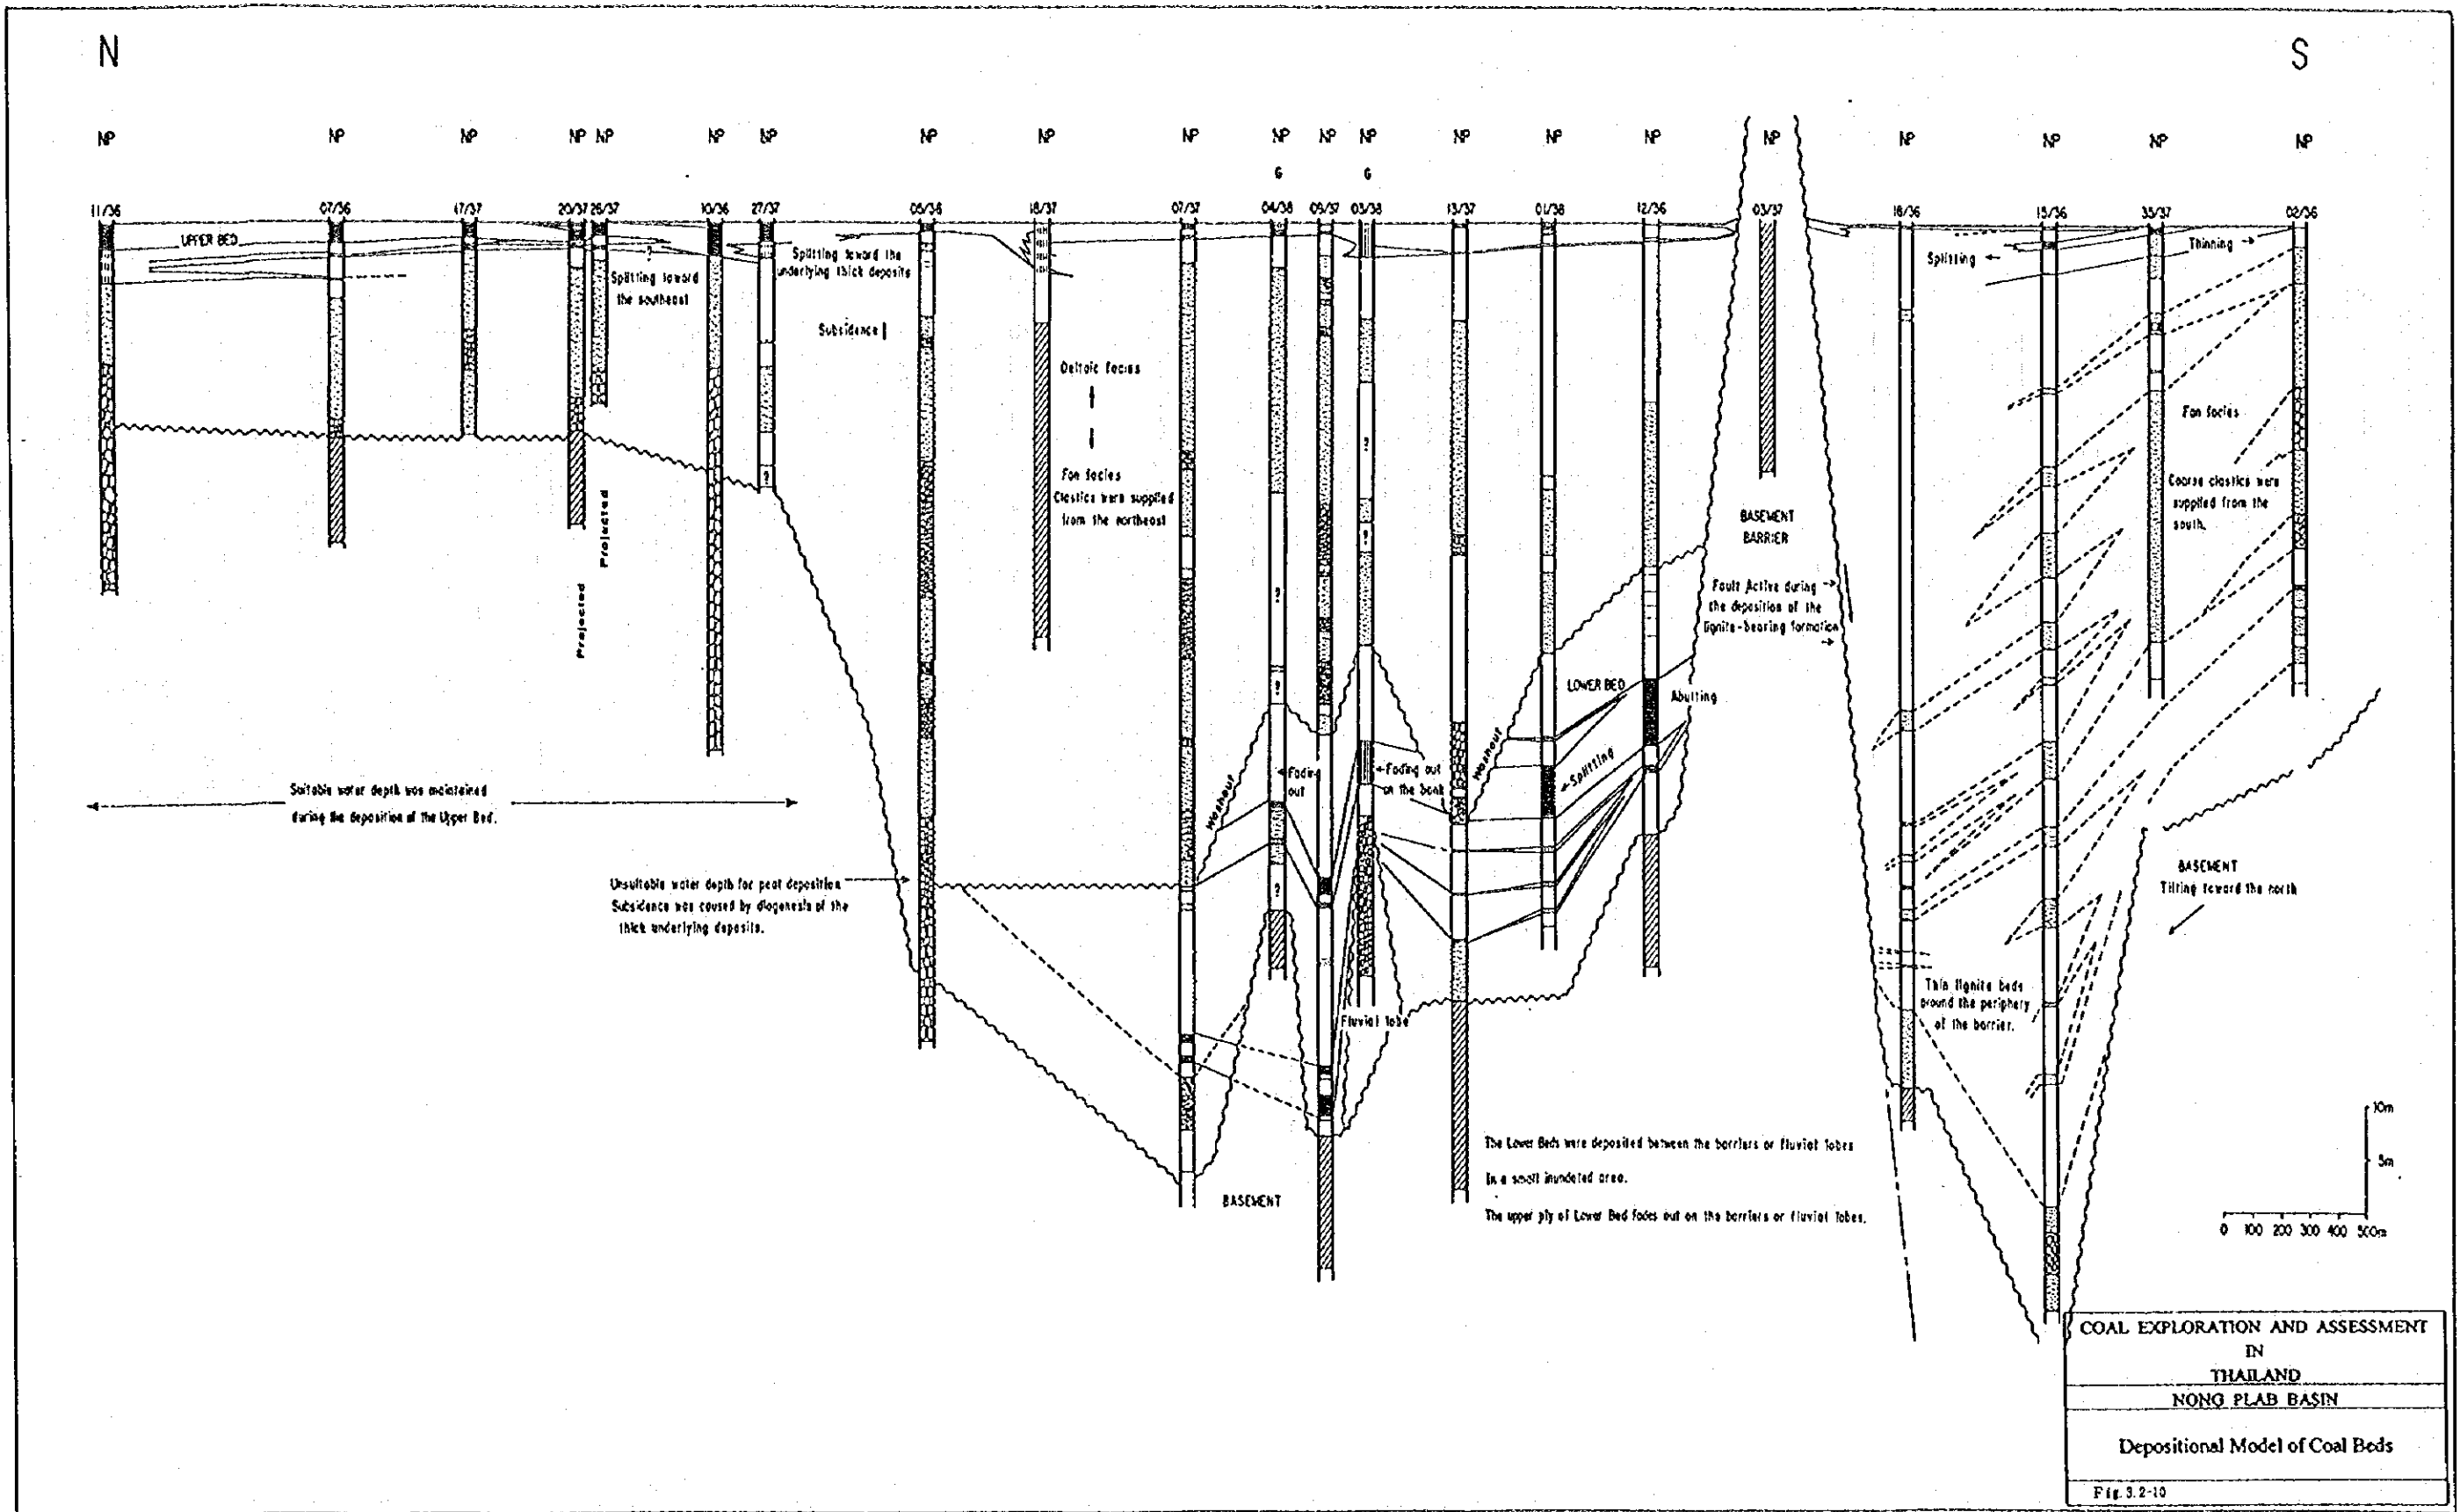 N
S
NP NP NP NP NP NP NP NP NP NP NP NP NP NP NP NP NP NP NP NP NP
G G
11/36 07/36 17/37 20/37 26/37 10/36 27/37 05/36 18/37 07/37 04/38 09/37 03/38 13/37 01/36 12/36 03/37 16/36 15/36 35/37 02/36
UPPER BED
?
Splitting toward
the southeast
Splitting toward the
underlying thick deposits
Subsidence
Deltaic facies
Fan facies
Clastics were supplied
from the northeast
Projected
Projected
?
?
?
?
?
?
?
Suitable water depth was maintained
during the deposition of the Upper Bed.
Unsuitable water depth for peat deposition
Subsidence was caused by diagenesis of the
thick underlying deposits.
Washout
Fading
out
Fading out
on the bank
Washout
Splitting
LOWER BED
Abutting
Fluvial lobe
BASEMENT
BASEMENT
BARRIER
Fault Active during
the deposition of the
lignite-bearing formation
Splitting
Thinning
Fan facies
Coarse clastics were
supplied from the
south.
Thin lignite beds
around the periphery
of the barrier.
BASEMENT
Tilting toward the north
The Lower Beds were deposited between the barriers or fluvial lobes
in a small inundated area.
The upper ply of Lower Bed fades out on the barriers or fluvial lobes.
10m
5m
0 100 200 300 400 500m
COAL EXPLORATION AND ASSESSMENT
IN
THAILAND
NONG PLAB BASIN
Depositional Model of Coal Beds
Fig.3.2-10